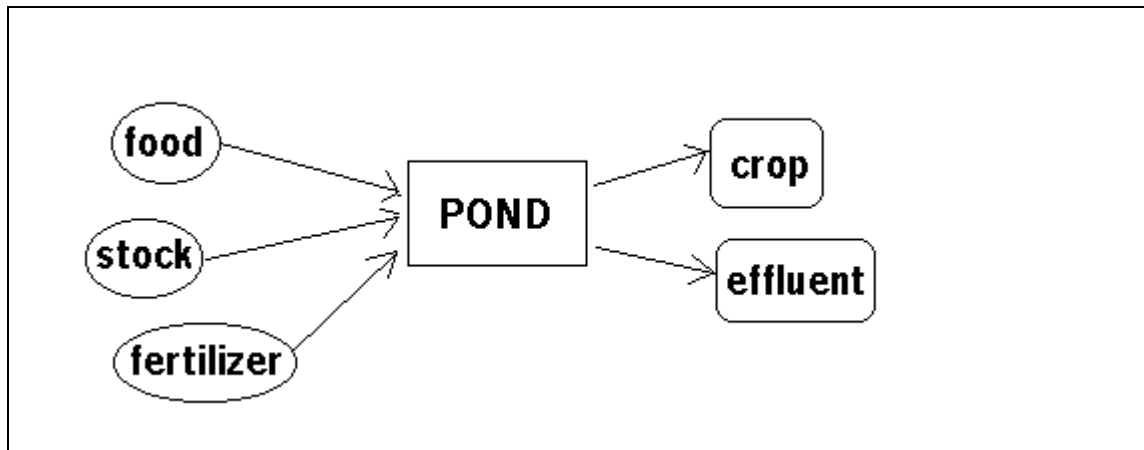 food
stock
fertilizer
POND
crop
effluent